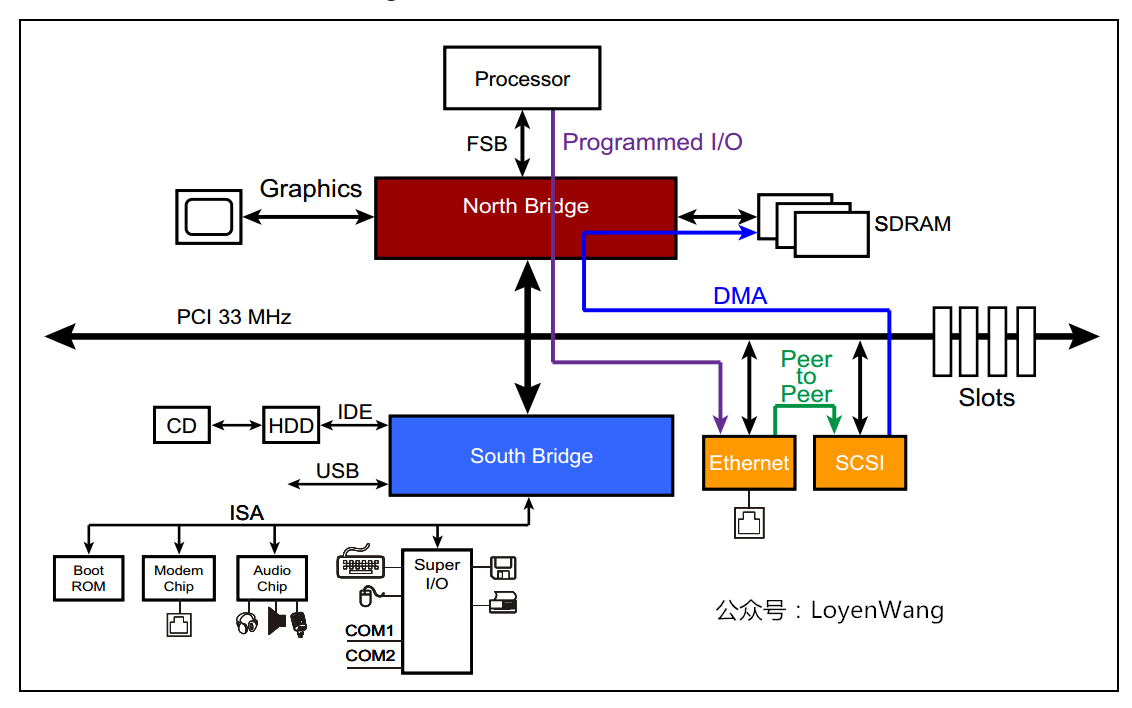 Processor
FSB
Programmed I/O
Graphics
North Bridge
SDRAM
DMA
PCI 33 MHz
Peer
to
Peer
Slots
CD
HDD
IDE
South Bridge
Ethernet
SCSI
USB
ISA
Boot
ROM
Modem
Chip
Audio
Chip
Super
I/O
COM1
COM2
公众号：LoyenWang